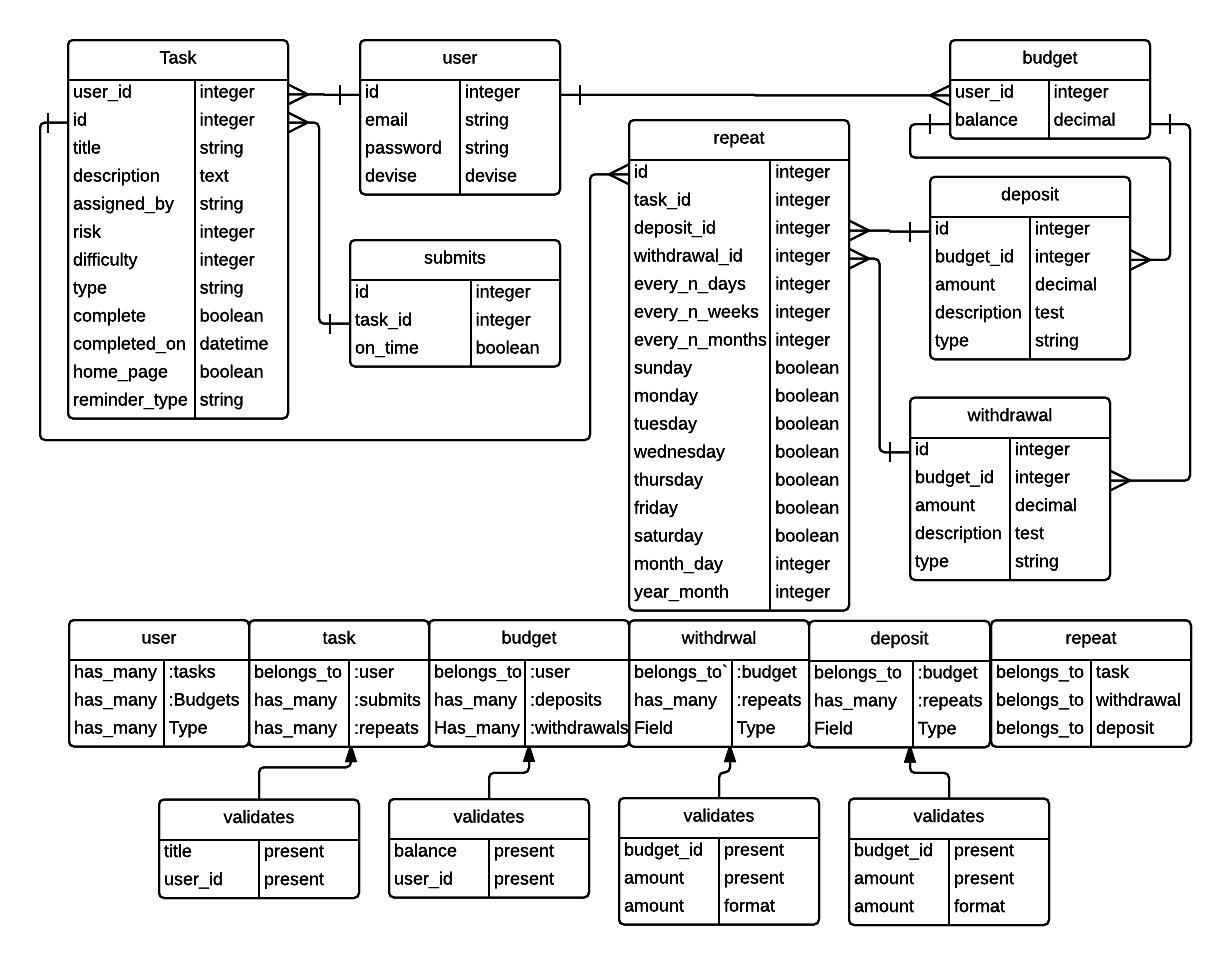 Task
user_id integer
id integer
title string
description text
assigned_by string
risk integer
difficulty integer
type string
complete boolean
completed_on datetime
home_page boolean
reminder_type string
user
id integer
email string
password string
devise devise
submits
id integer
task_id integer
on_time boolean
repeat
id integer
task_id integer
deposit_id integer
withdrawal_id integer
every_n_days integer
every_n_weeks integer
every_n_months integer
sunday boolean
monday boolean
tuesday boolean
wednesday boolean
thursday boolean
friday boolean
saturday boolean
month_day integer
year_month integer
budget
user_id integer
balance decimal
deposit
id integer
budget_id integer
amount decimal
description test
type string
withdrawal
id integer
budget_id integer
amount decimal
description test
type string
user
has_many :tasks
has_many :Budgets
has_many Type
task
belongs_to :user
has_many :submits
has_many :repeats
budget
belongs_to :user
has_many :deposits
Has_many :withdrawals
withdrwal
belongs_to` :budget
has_many :repeats
Field Type
deposit
belongs_to :budget
has_many :repeats
Field Type
repeat
belongs_to task
belongs_to withdrawal
belongs_to deposit
validates
title present
user_id present
validates
balance present
user_id present
validates
budget_id present
amount present
amount format
validates
budget_id present
amount present
amount format